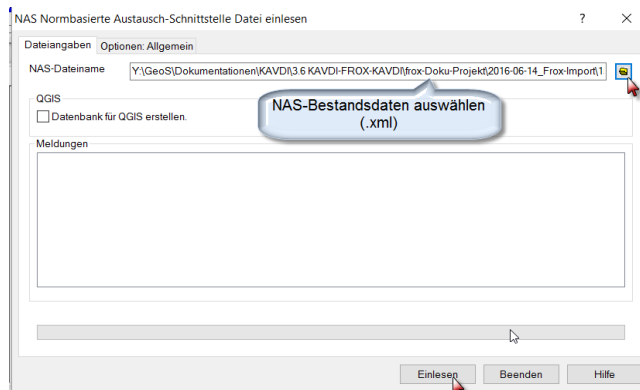 NAS Normbasierte Austausch-Schnittstelle Datei einlesen ? ×
Dateiangaben Optionen: Allgemein
NAS-Dateiname Y:\GeoS\Dokumentationen\KAVDI\3.6 KAVDI-FROX-KAVDI\frox-Doku-Projekt\2016-06-14_Frox-Import\1
QGIS
Datenbank für QGIS erstellen.
NAS-Bestandsdaten auswählen
(.xml)
Meldungen
Einlesen Beenden Hilfe